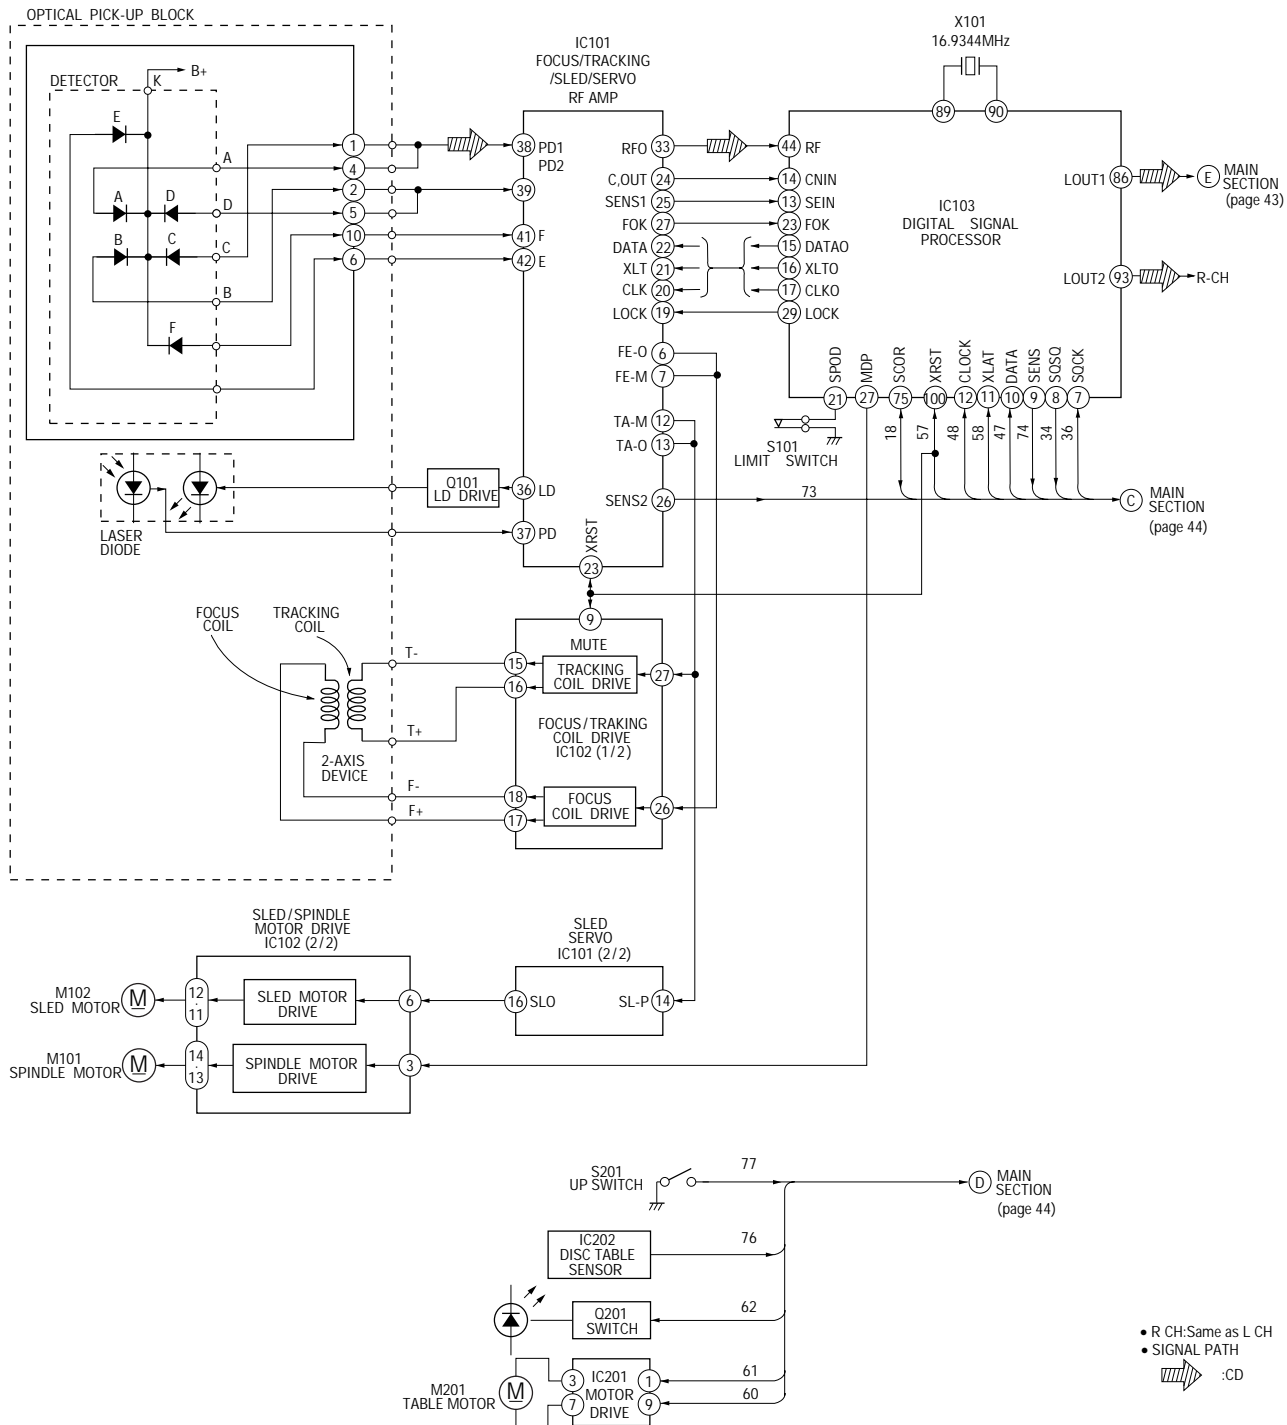 OPTICAL PICK-UP BLOCK
DETECTOR
K
B+
E
A
A
D
D
B
C
C
B
F
1
4
2
5
10
6
IC101
FOCUS/TRACKING
/SLED/SERVO
RF AMP
38 PD1
PD2
39
41 F
42 E
36 LD
37 PD
RFO 33
C,OUT 24
SENS1 25
FOK 27
DATA 22
XLT 21
CLK 20
LOCK 19
FE-O 6
FE-M 7
TA-M 12
TA-O 13
SENS2 26
XRST
23
X101
16.9344MHz
89
90
44 RF
14 CNIN
13 SEIN
23 FOK
15 DATAO
16 XLTO
17 CLKO
29 LOCK
IC103
DIGITAL SIGNAL
PROCESSOR
LOUT1 86
E MAIN
SECTION
(page 43)
LOUT2 93
R-CH
SPOD
MDP
SCOR
XRST
CLOCK
XLAT
DATA
SENS
SQSQ
SQCK
21
27
75
100
12
11
10
9
8
7
18
57
48
58
47
74
34
36
S101
LIMIT SWITCH
73
C MAIN
SECTION
(page 44)
Q101
LD DRIVE
LASER
DIODE
FOCUS
COIL
TRACKING
COIL
2-AXIS
DEVICE
T-
T+
F-
F+
9
MUTE
15
16
TRACKING
COIL DRIVE
27
FOCUS/TRAKING
COIL DRIVE
IC102 (1/2)
18
17
FOCUS
COIL DRIVE
26
SLED/SPINDLE
MOTOR DRIVE
IC102 (2/2)
SLED
SERVO
IC101 (2/2)
M102
SLED MOTOR
M
12
·
11
SLED MOTOR
DRIVE
6
16 SLO
SL-P 14
M101
SPINDLE MOTOR
M
14
·
13
SPINDLE MOTOR
DRIVE
3
S201
UP SWITCH
77
D MAIN
SECTION
(page 44)
IC202
DISC TABLE
SENSOR
76
Q201
SWITCH
62
M201
TABLE MOTOR
M
3
7
IC201
MOTOR
DRIVE
1
9
61
60
• R CH:Same as L CH
• SIGNAL PATH
:CD